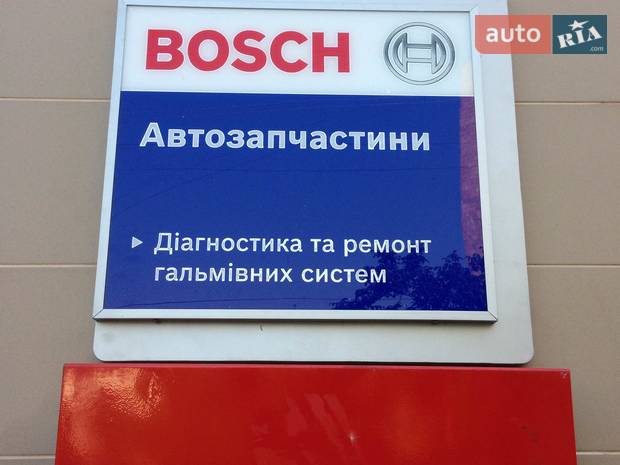 BOSCH
auto RIA.com
Автозапчастини
▸ Діагностика та ремонт
гальмівних систем